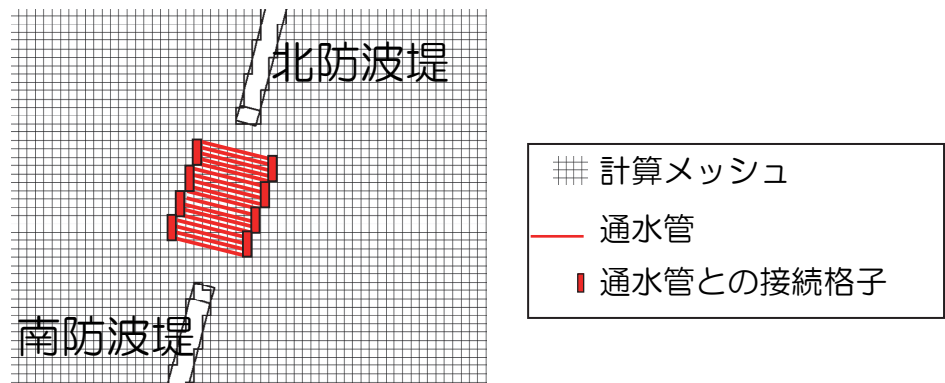 北防波堤
南防波堤
計算メッシュ
通水管
通水管との接続格子